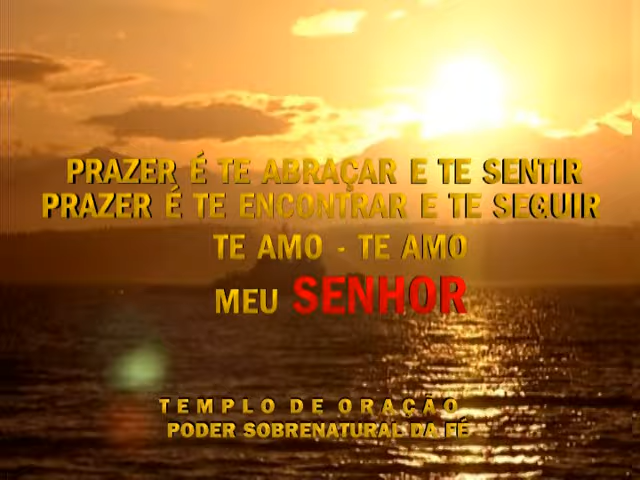 PRAZER É TE ABRAÇAR E TE SENTIR
PRAZER É TE ENCONTRAR E TE SEGUIR
TE AMO - TE AMO
MEU SENHOR
TEMPLO DE ORAÇÃO
PODER SOBRENATURAL DA FÉ